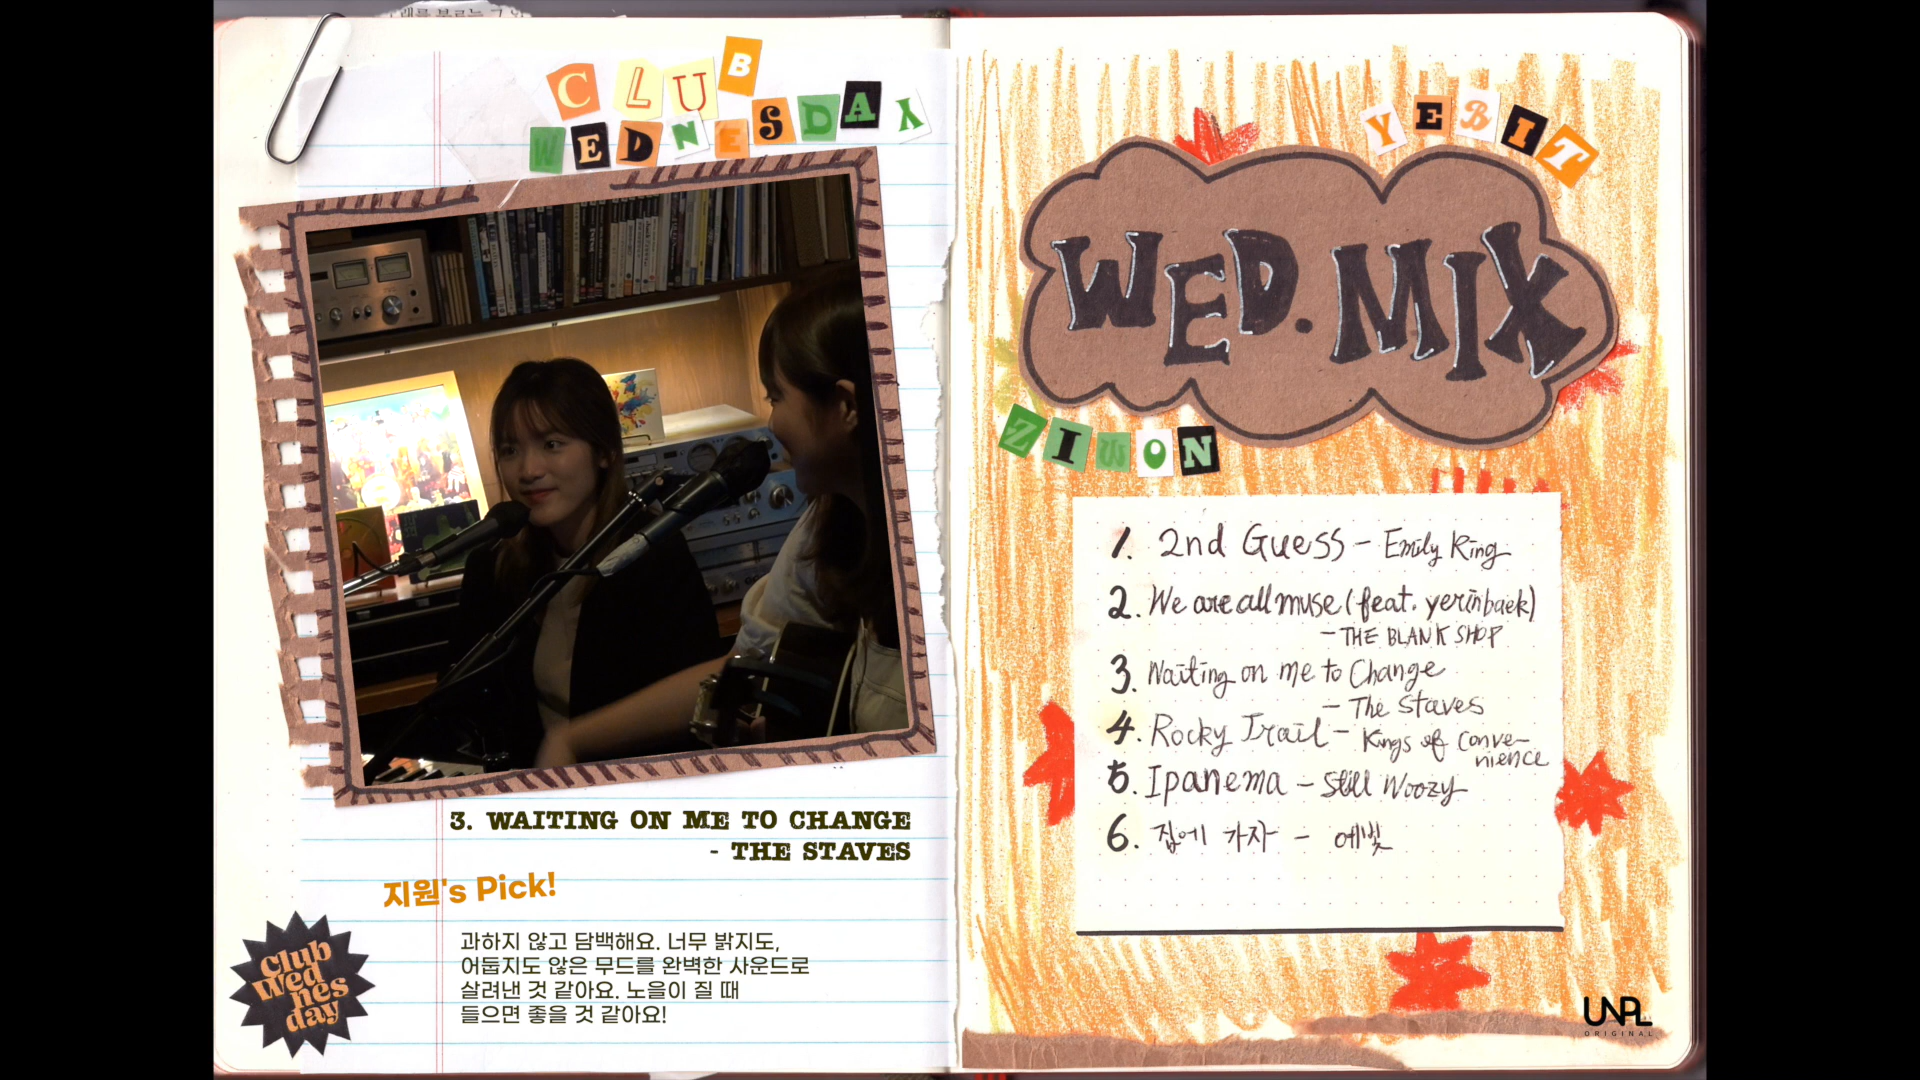 CLUB
WEDNESDAY
3. WAITING ON ME TO CHANGE
- THE STAVES
지원's Pick!
과하지 않고 담백해요. 너무 밝지도,
어둡지도 않은 무드를 완벽한 사운드로
살려낸 것 같아요. 노을이 질 때
들으면 좋을 것 같아요!
Club
Wed
nes
day
YEBIT
WED.MIX
ZIWON
1. 2nd Guess - Emily King
2. We are all muse (feat. yerinbaek)
- THE BLANK SHOP
3. Waiting on me to Change
- The Staves
4. Rocky Trail - Kings of Conve-
nience
5. Ipanema - Still Woozy
6. 집에 가자 - 예빛
UNPL
ORIGINAL